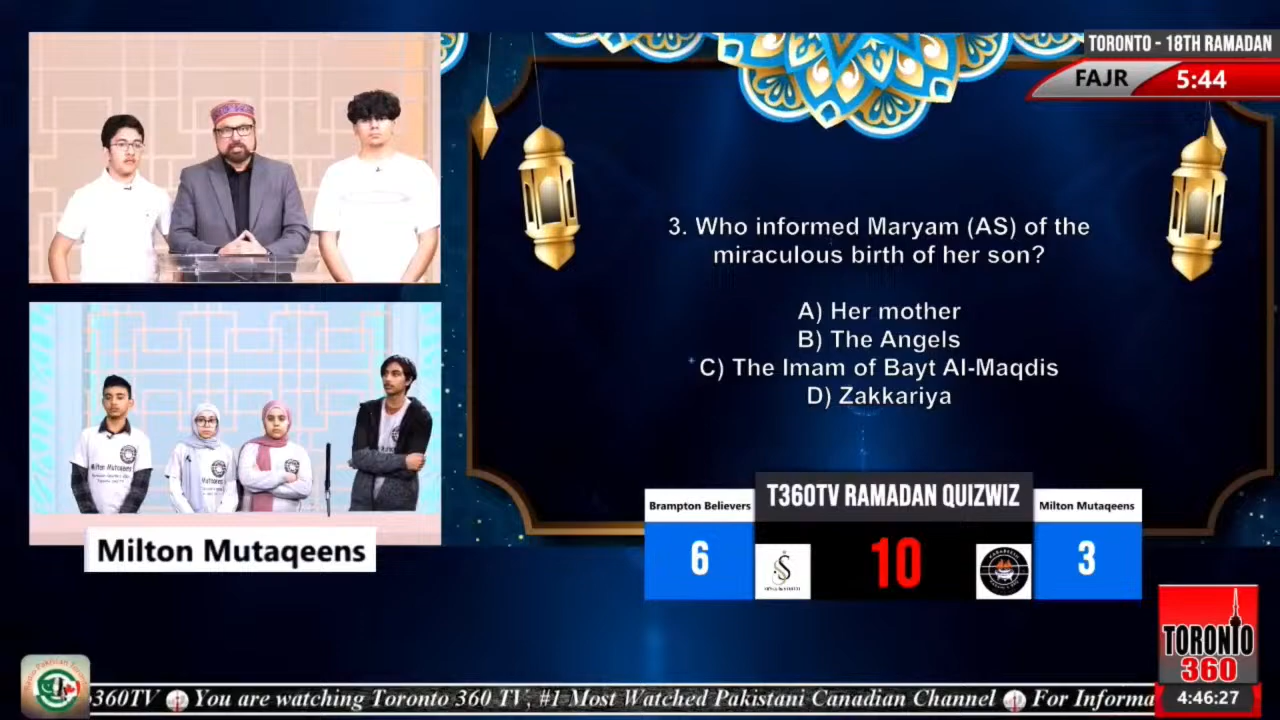 TORONTO - 18TH RAMADAN
FAJR 5:44
3. Who informed Maryam (AS) of the
miraculous birth of her son?
A) Her mother
B) The Angels
C) The Imam of Bayt Al-Maqdis
D) Zakkariya
Milton Mutaqeens
T360TV RAMADAN QUIZWIZ
Brampton Believers
Milton Mutaqeens
6
10
3
TORONTO
360
4:46:27
360TV You are watching Toronto 360 TV, #1 Most Watched Pakistani Canadian Channel For Informa